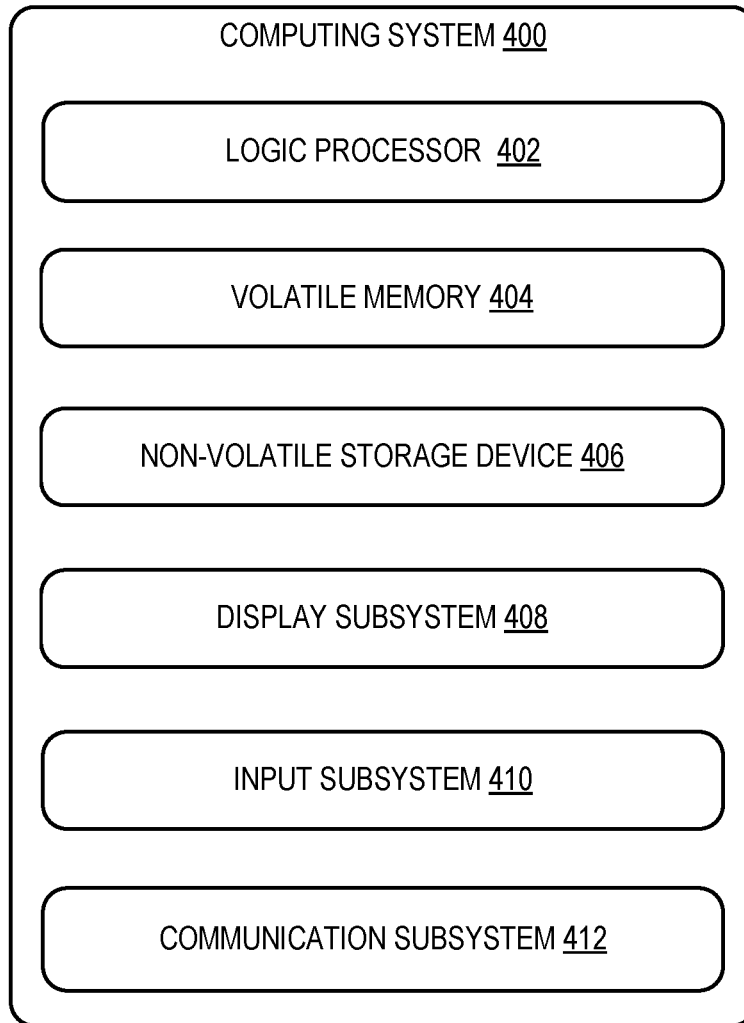 COMPUTING SYSTEM 400
LOGIC PROCESSOR 402
VOLATILE MEMORY 404
NON-VOLATILE STORAGE DEVICE 406
DISPLAY SUBSYSTEM 408
INPUT SUBSYSTEM 410
COMMUNICATION SUBSYSTEM 412